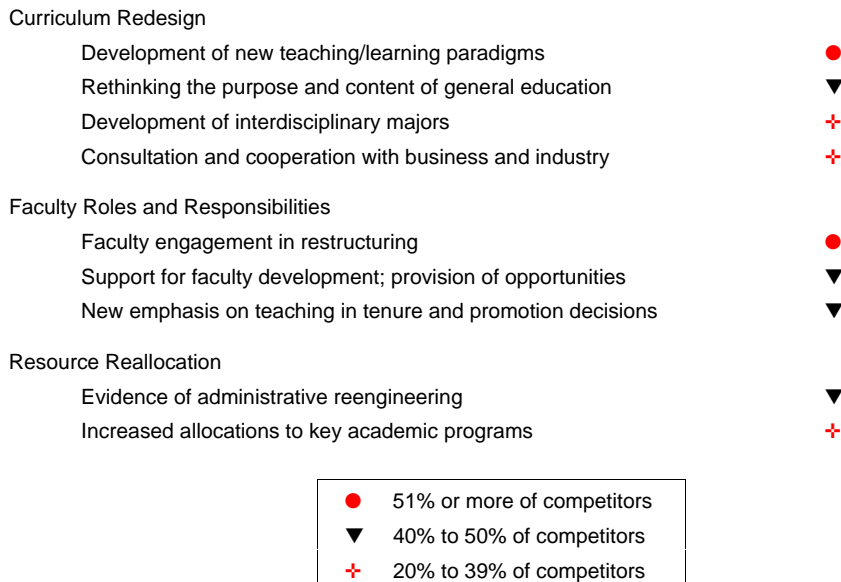 Curriculum Redesign
Development of new teaching/learning paradigms ●
Rethinking the purpose and content of general education ▼
Development of interdisciplinary majors ✛
Consultation and cooperation with business and industry ✛
Faculty Roles and Responsibilities
Faculty engagement in restructuring ●
Support for faculty development; provision of opportunities ▼
New emphasis on teaching in tenure and promotion decisions ▼
Resource Reallocation
Evidence of administrative reengineering ▼
Increased allocations to key academic programs ✛
● 51% or more of competitors
▼ 40% to 50% of competitors
✛ 20% to 39% of competitors